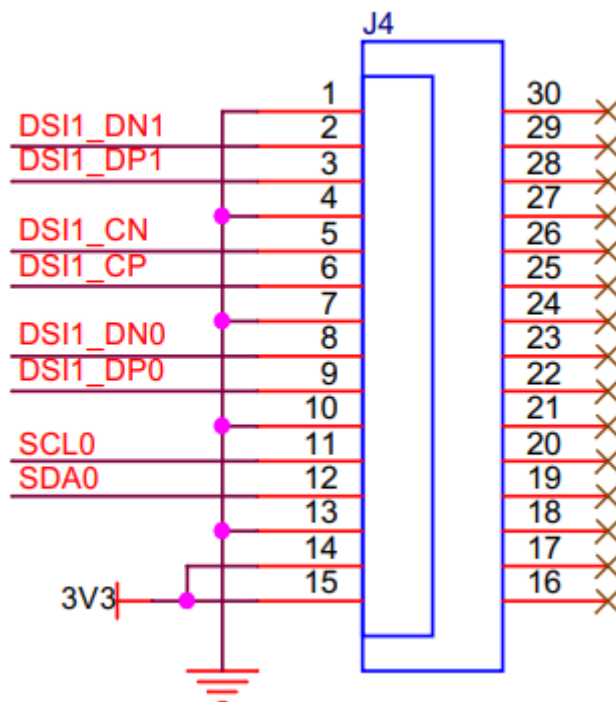 J4
1 30
DSI1_DN1 2 29
DSI1_DP1 3 28
4 27
DSI1_CN 5 26
DSI1_CP 6 25
7 24
DSI1_DN0 8 23
DSI1_DP0 9 22
10 21
SCL0 11 20
SDA0 12 19
13 18
14 17
3V3 15 16